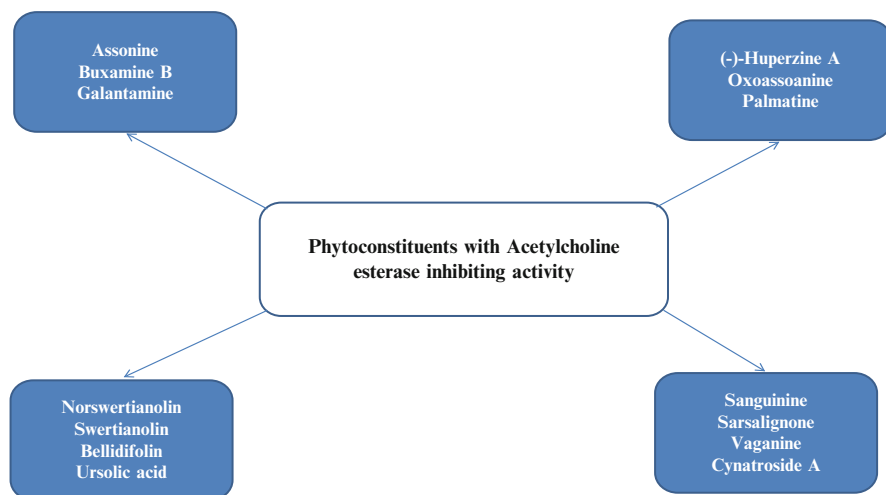 Assonine
Buxamine B
Galantamine
(-)-Huperzine A
Oxoassoanine
Palmatine
Phytoconstituents with Acetylcholine
esterase inhibiting activity
Norswertianolin
Swertianolin
Bellidifolin
Ursolic acid
Sanguinine
Sarsalignone
Vaganine
Cynatroside A